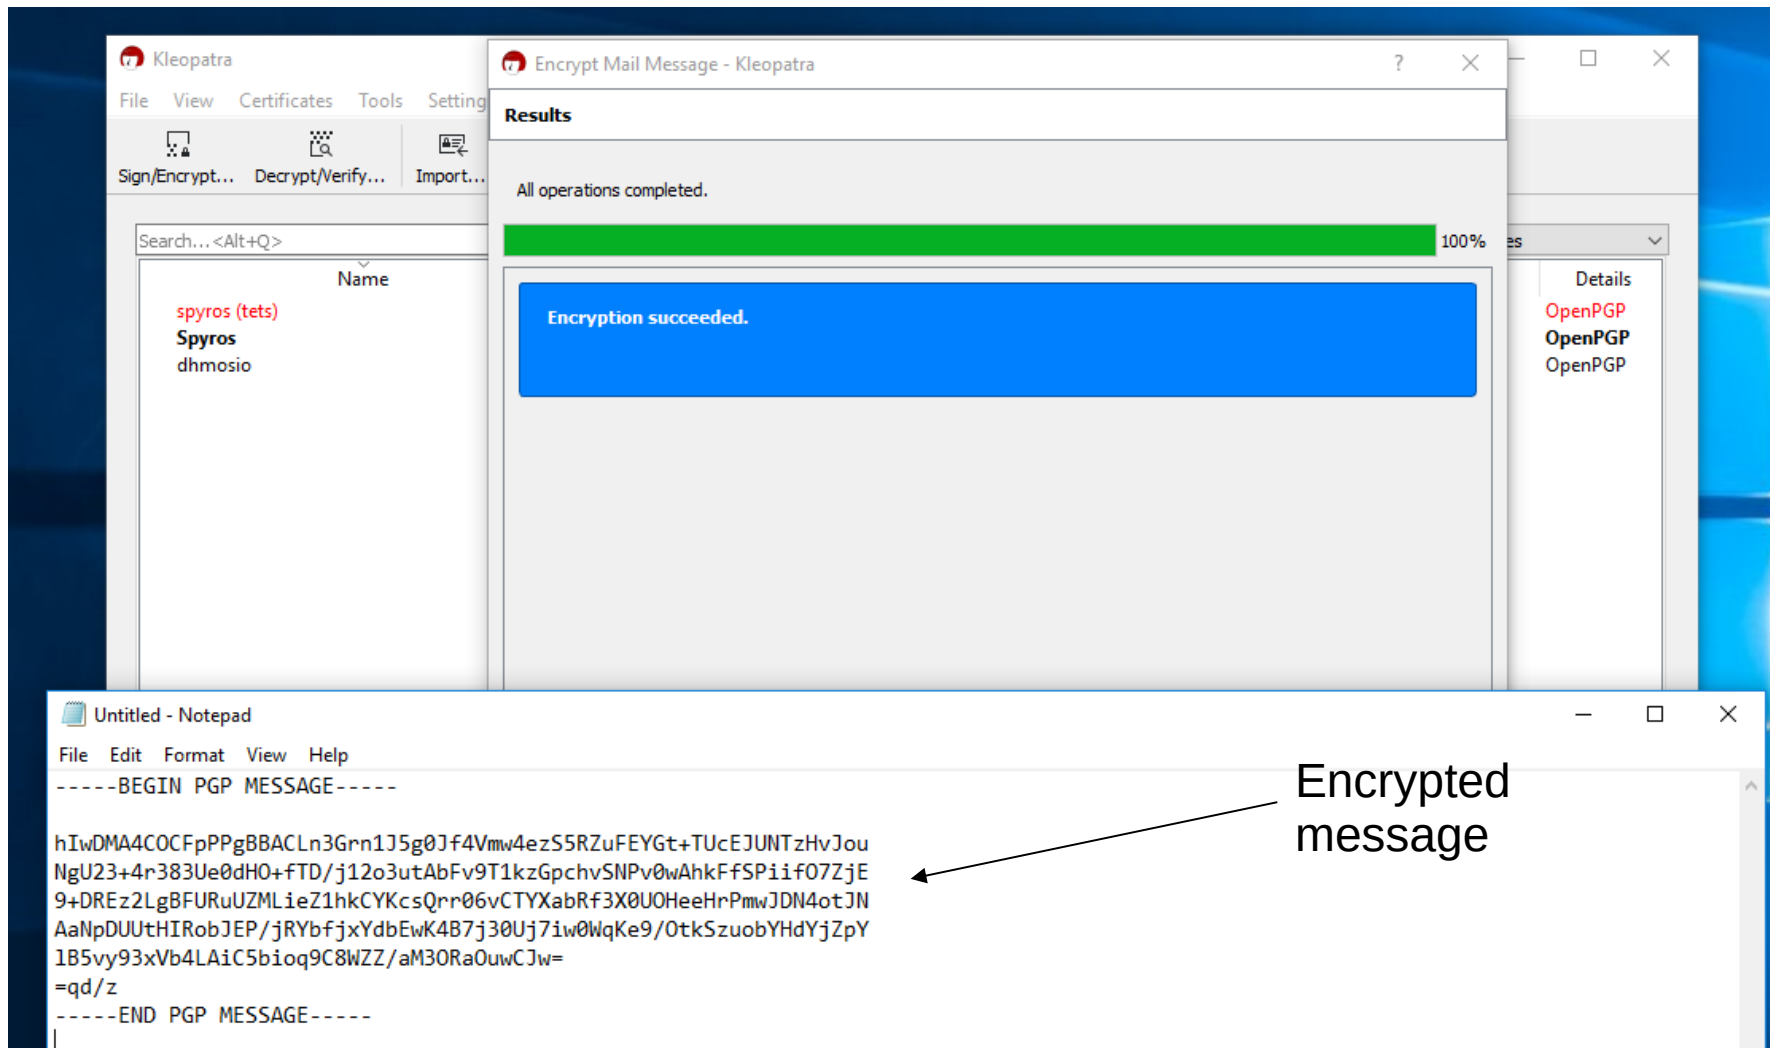 Kleopatra
File View Certificates Tools Setting
Sign/Encrypt... Decrypt/Verify... Import...
Search...<Alt+Q>
Name
spyros (tets)
Spyros
dhmosio
Encrypt Mail Message - Kleopatra
Results
All operations completed.
100%
Encryption succeeded.
es
Details
OpenPGP
OpenPGP
OpenPGP
Untitled - Notepad
File Edit Format View Help
-----BEGIN PGP MESSAGE-----
hIwDMA4COCFpPPgBBACLn3Grn1J5g0Jf4Vmw4ezS5RZuFEYGt+TUcEJUNTzHvJou
NgU23+4r383Ue0dHO+fTD/j12o3utAbFv9T1kzGpchvSNPv0wAhkFfSPiifO7ZjE
9+DREz2LgBFURuUZMLieZ1hkCYKcsQrr06vCTYXabRf3X0UOHeeHrPmwJDN4otJN
AaNpDUUtHIRobJEP/jRYbfjxYdbEwK4B7j30Uj7iw0WqKe9/OtkSzuobYHdYjZpY
lB5vy93xVb4LAiC5bioq9C8WZZ/aM3ORaOuwCJw=
=qd/z
-----END PGP MESSAGE-----
Encrypted
message